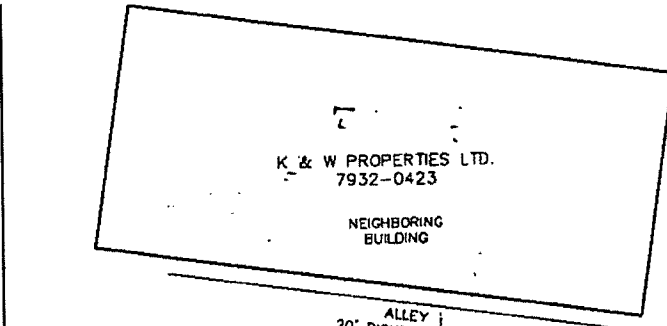 K & W PROPERTIES LTD.
7932-0423
NEIGHBORING
BUILDING
ALLEY